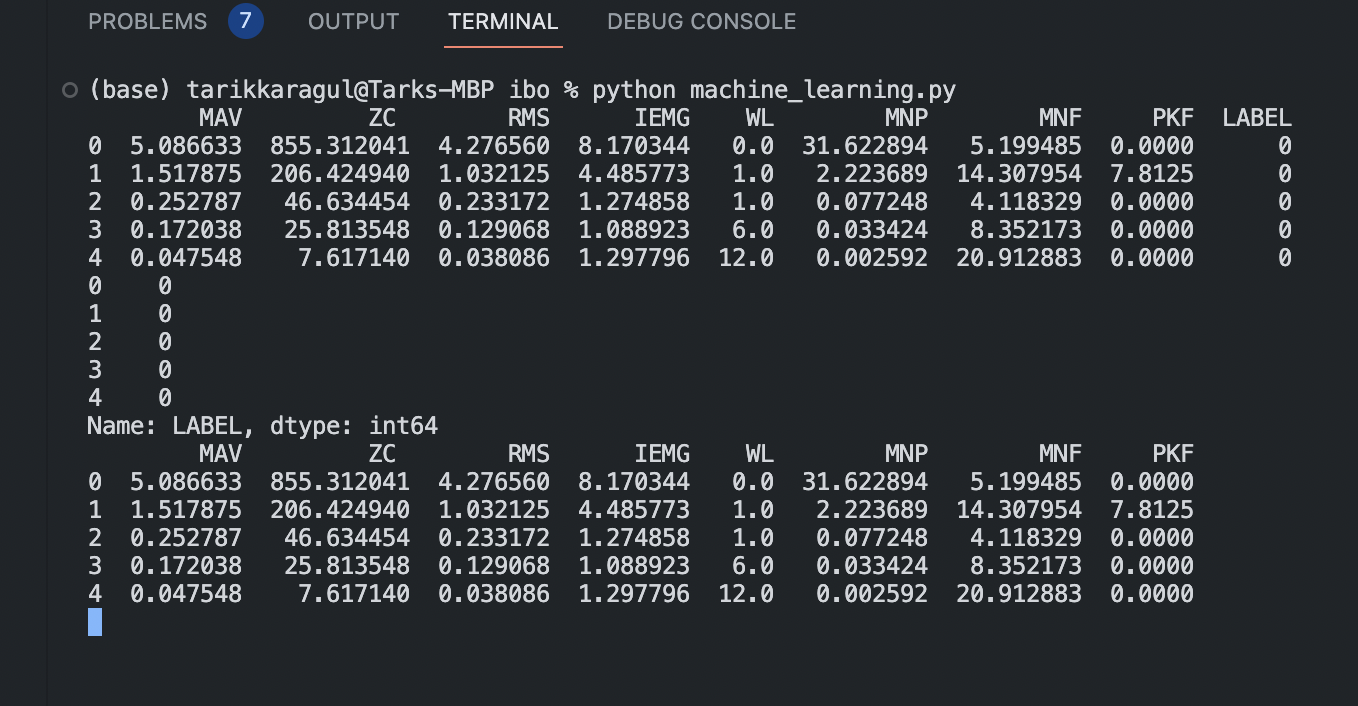 PROBLEMS 7 OUTPUT TERMINAL DEBUG CONSOLE
(base) tarikkaragul@Tarks-MBP ibo % python machine_learning.py
MAV ZC RMS IEMG WL MNP MNF PKF LABEL
0 5.086633 855.312041 4.276560 8.170344 0.0 31.622894 5.199485 0.0000 0
1 1.517875 206.424940 1.032125 4.485773 1.0 2.223689 14.307954 7.8125 0
2 0.252787 46.634454 0.233172 1.274858 1.0 0.077248 4.118329 0.0000 0
3 0.172038 25.813548 0.129068 1.088923 6.0 0.033424 8.352173 0.0000 0
4 0.047548 7.617140 0.038086 1.297796 12.0 0.002592 20.912883 0.0000 0
0 0
1 0
2 0
3 0
4 0
Name: LABEL, dtype: int64
MAV ZC RMS IEMG WL MNP MNF PKF
0 5.086633 855.312041 4.276560 8.170344 0.0 31.622894 5.199485 0.0000
1 1.517875 206.424940 1.032125 4.485773 1.0 2.223689 14.307954 7.8125
2 0.252787 46.634454 0.233172 1.274858 1.0 0.077248 4.118329 0.0000
3 0.172038 25.813548 0.129068 1.088923 6.0 0.033424 8.352173 0.0000
4 0.047548 7.617140 0.038086 1.297796 12.0 0.002592 20.912883 0.0000